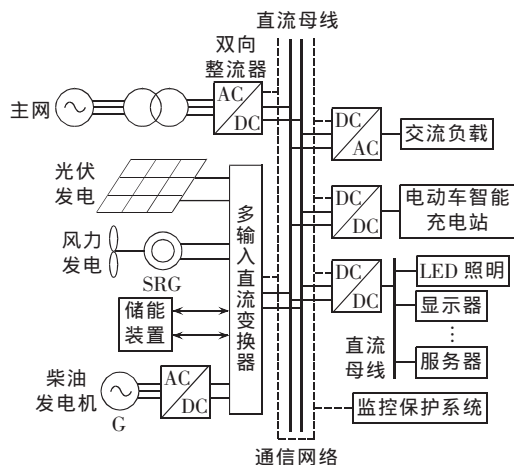 直流母线
双向
整流器
主网
AC
DC
DC
AC
交流负载
光伏
发电
多输入直流变换器
DC
DC
电动车智能
充电站
风力
发电
SRG
DC
DC
LED 照明
显示器
⋮
服务器
储能
装置
直流
母线
柴油
发电机
G
AC
DC
监控保护系统
通信网络